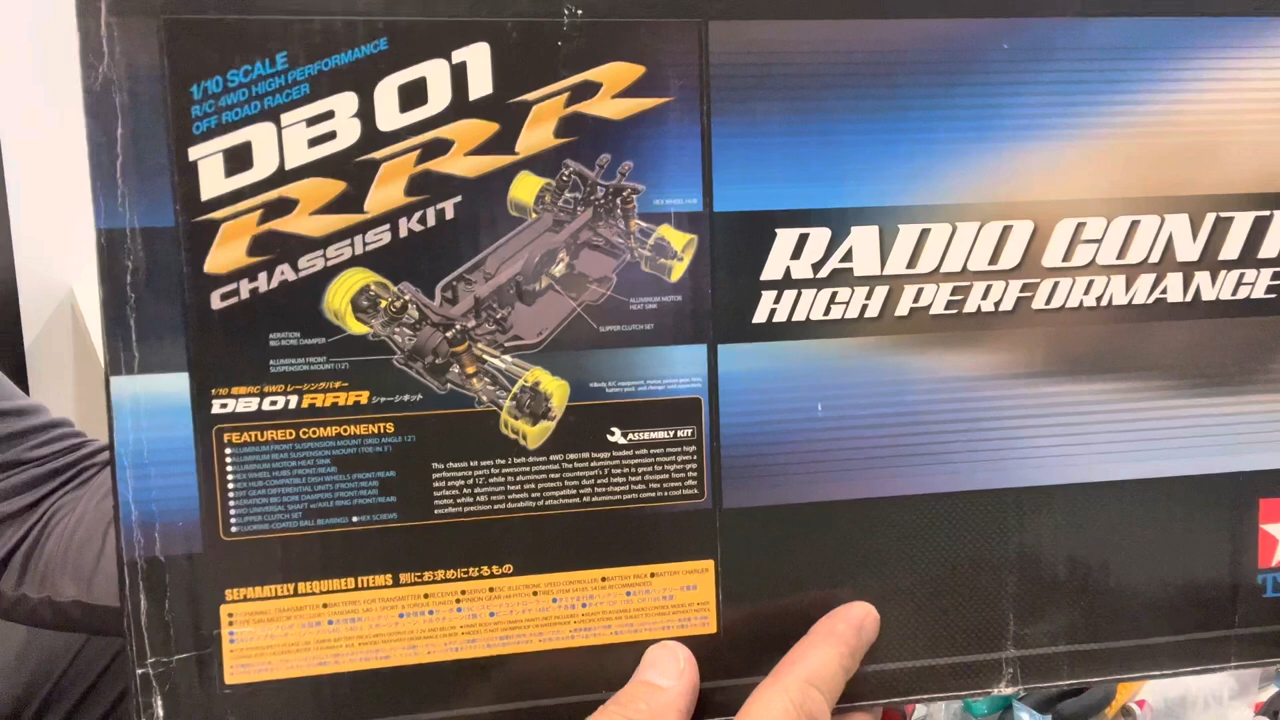 1/10 SCALE
R/C 4WD HIGH PERFORMANCE
OFF ROAD RACER
DB01
RRR
CHASSIS KIT
HEX WHEEL HUB
ALUMINUM MOTOR
HEAT SINK
SLIPPER CLUTCH SET
AERATION
BIG BORE DAMPER
ALUMINUM FRONT
SUSPENSION MOUNT (12°)
1/10 電動RC 4WD レーシングバギー
DB01 RRR シャーシキット
ASSEMBLY KIT
FEATURED COMPONENTS
●ALUMINUM FRONT SUSPENSION MOUNT (SKID ANGLE 12°)
●ALUMINUM REAR SUSPENSION MOUNT (TOE-IN 3°)
●ALUMINUM MOTOR HEAT SINK
●HEX WHEEL HUBS (FRONT/REAR)
●HEX HUB-COMPATIBLE DISH WHEELS (FRONT/REAR)
●39T GEAR DIFFERENTIAL UNITS (FRONT/REAR)
●AERATION BIG BORE DAMPERS (FRONT/REAR)
●WD UNIVERSAL SHAFT w/AXLE RING (FRONT/REAR)
●SLIPPER CLUTCH SET
●FLUORINE-COATED BALL BEARINGS ●HEX SCREWS
This chassis kit sees the 2 belt-driven 4WD DB01RR buggy loaded with even more high
performance parts for awesome potential. The front aluminum suspension mount gives a
skid angle of 12°, while its aluminum rear counterpart's 3° toe-in is great for higher-grip
surfaces. An aluminum heat sink protects from dust and helps heat dissipate from the
motor, while ABS resin wheels are compatible with hex-shaped hubs. Hex screws offer
excellent precision and durability of attachment. All aluminum parts come in a cool black.
SEPARATELY REQUIRED ITEMS 別にお求めになるもの
TRANSMITTER ●BATTERIES FOR TRANSMITTER ●RECEIVER ●SERVO ●ESC (ELECTRONIC SPEED CONTROLLER) ●BATTERY PACK ●BATTERY CHARGER
RADIO CONT
HIGH PERFORMANCE